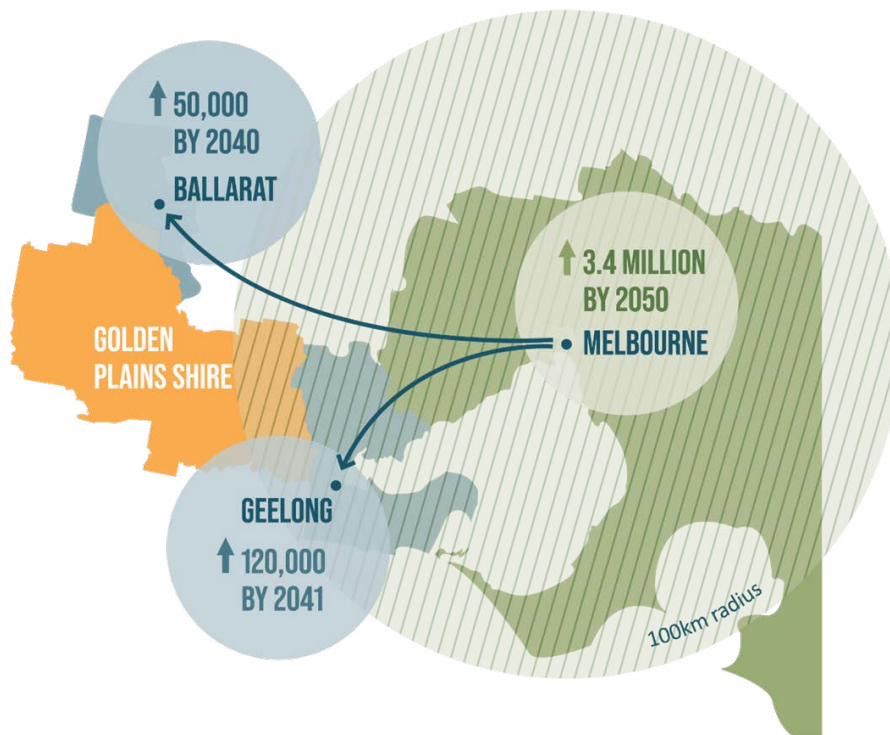 50,000
BY 2040
BALLARAT
3.4 MILLION
BY 2050
MELBOURNE
GOLDEN
PLAINS SHIRE
GEELONG
120,000
BY 2041
100km radius